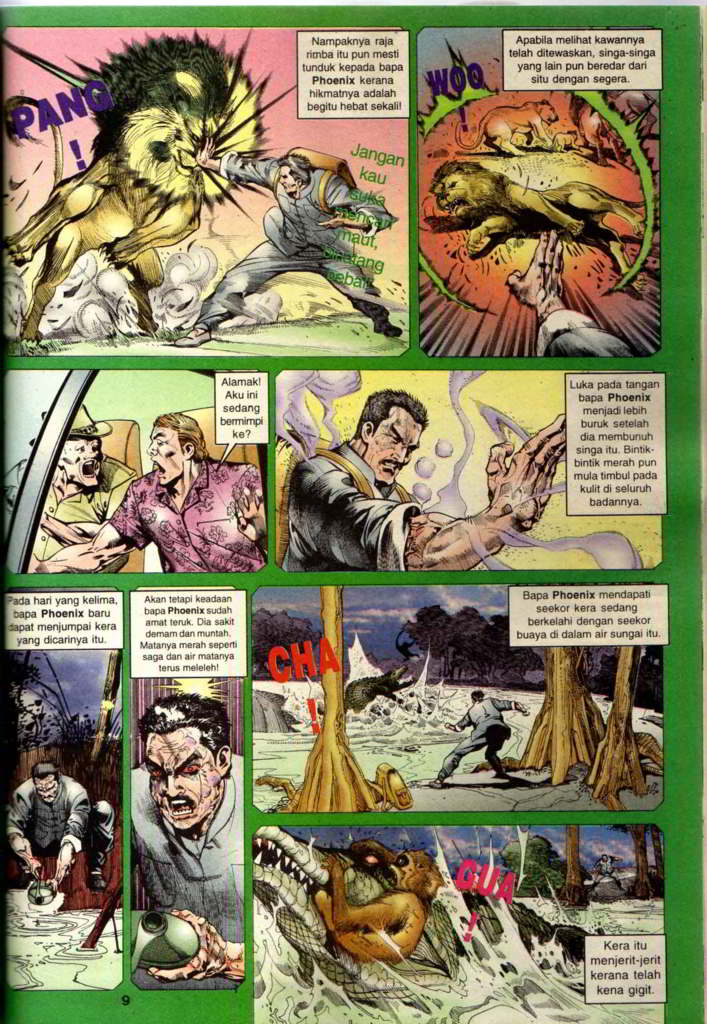 Nampaknya raja
rimba itu pun mesti
tunduk kepada bapa
Phoenix kerana
hikmatnya adalah
begitu hebat sekali!
PANG
!
Jangan
kau
suka
mencari
maut,
binatang
bebal!
Apabila melihat kawannya
telah ditewaskan, singa-singa
yang lain pun beredar dari
situ dengan segera.
WOO
!
Alamak!
Aku ini
sedang
bermimpi
ke?
Luka pada tangan
bapa Phoenix
menjadi lebih
buruk setelah
dia membunuh
singa itu. Bintik-
bintik merah pun
mula timbul pada
kulit di seluruh
badannya.
Pada hari yang kelima,
bapa Phoenix baru
dapat menjumpai kera
yang dicarinya itu.
Akan tetapi keadaan
bapa Phoenix sudah
amat teruk. Dia sakit
demam dan muntah.
Matanya merah seperti
saga dan air matanya
terus meleleh!
Bapa Phoenix mendapati
seekor kera sedang
berkelahi dengan seekor
buaya di dalam air sungai itu.
CHA
!
GUA
!
Kera itu
menjerit-jerit
kerana telah
kena gigit.
9